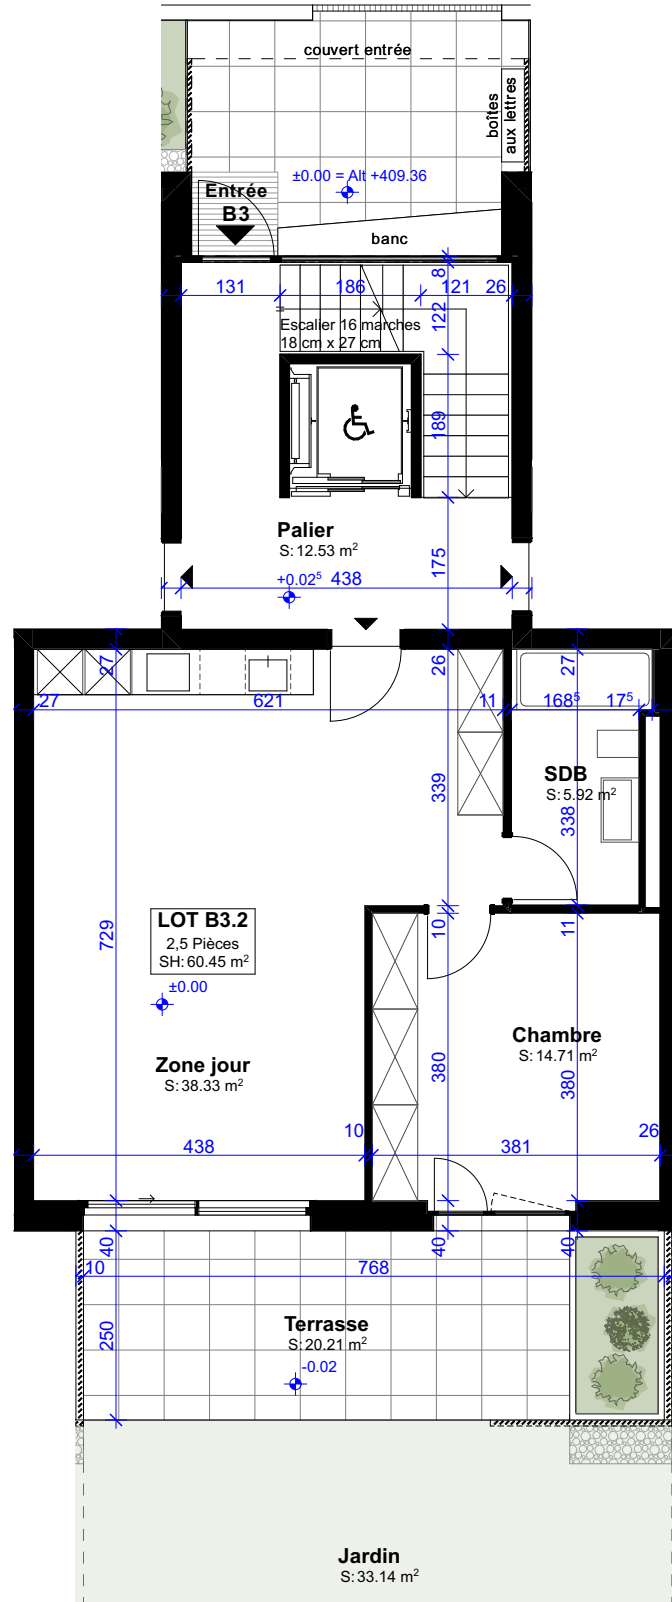 couvert entrée
boîtes
aux lettres
±0.00 = Alt +409.36
Entrée
B3
banc
8
131
186
121
26
122
Escalier 16 marches
18 cm x 27 cm
189
Palier
S: 12.53 m²
175
+0.02⁵
438
27
26
27
27
621
11
168⁵
17⁵
SDB
S: 5.92 m²
339
338
LOT B3.2
2,5 Pièces
SH: 60.45 m²
729
10
11
±0.00
Chambre
S: 14.71 m²
Zone jour
S: 38.33 m²
380
380
10
26
438
381
40
40
40
10
768
250
Terrasse
S: 20.21 m²
-0.02
Jardin
S: 33.14 m²